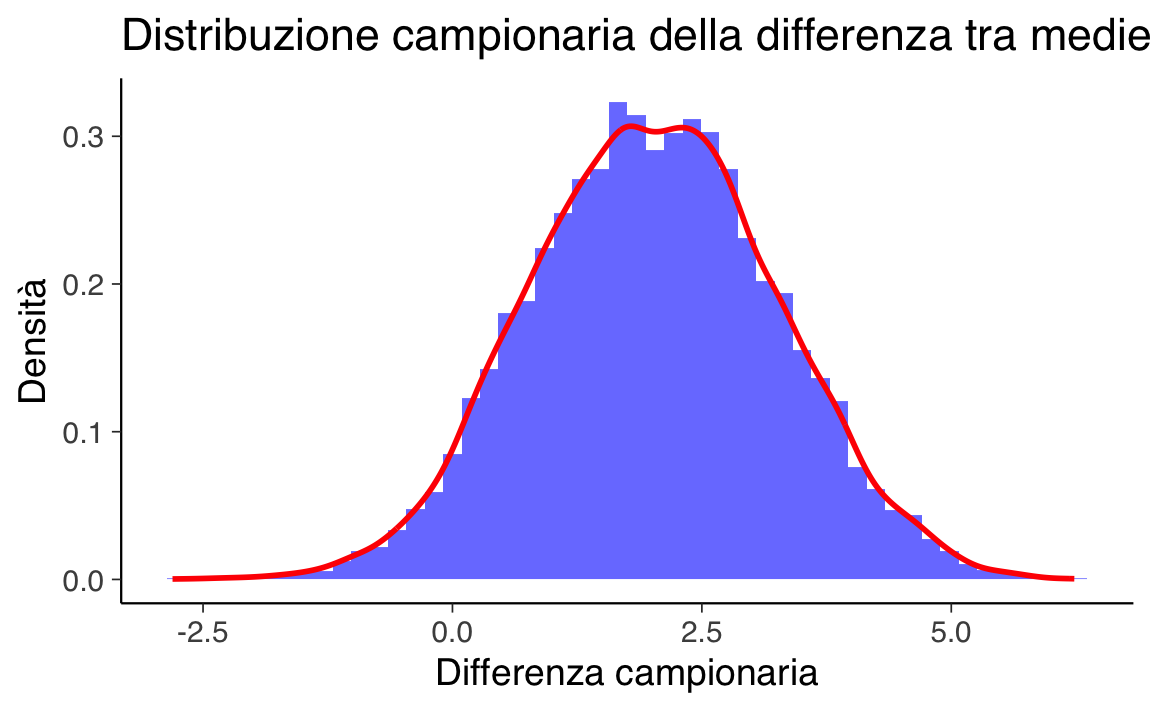 Distribuzione campionaria della differenza tra medie
Densità
0.3
0.2
0.1
0.0
-2.5 0.0 2.5 5.0
Differenza campionaria